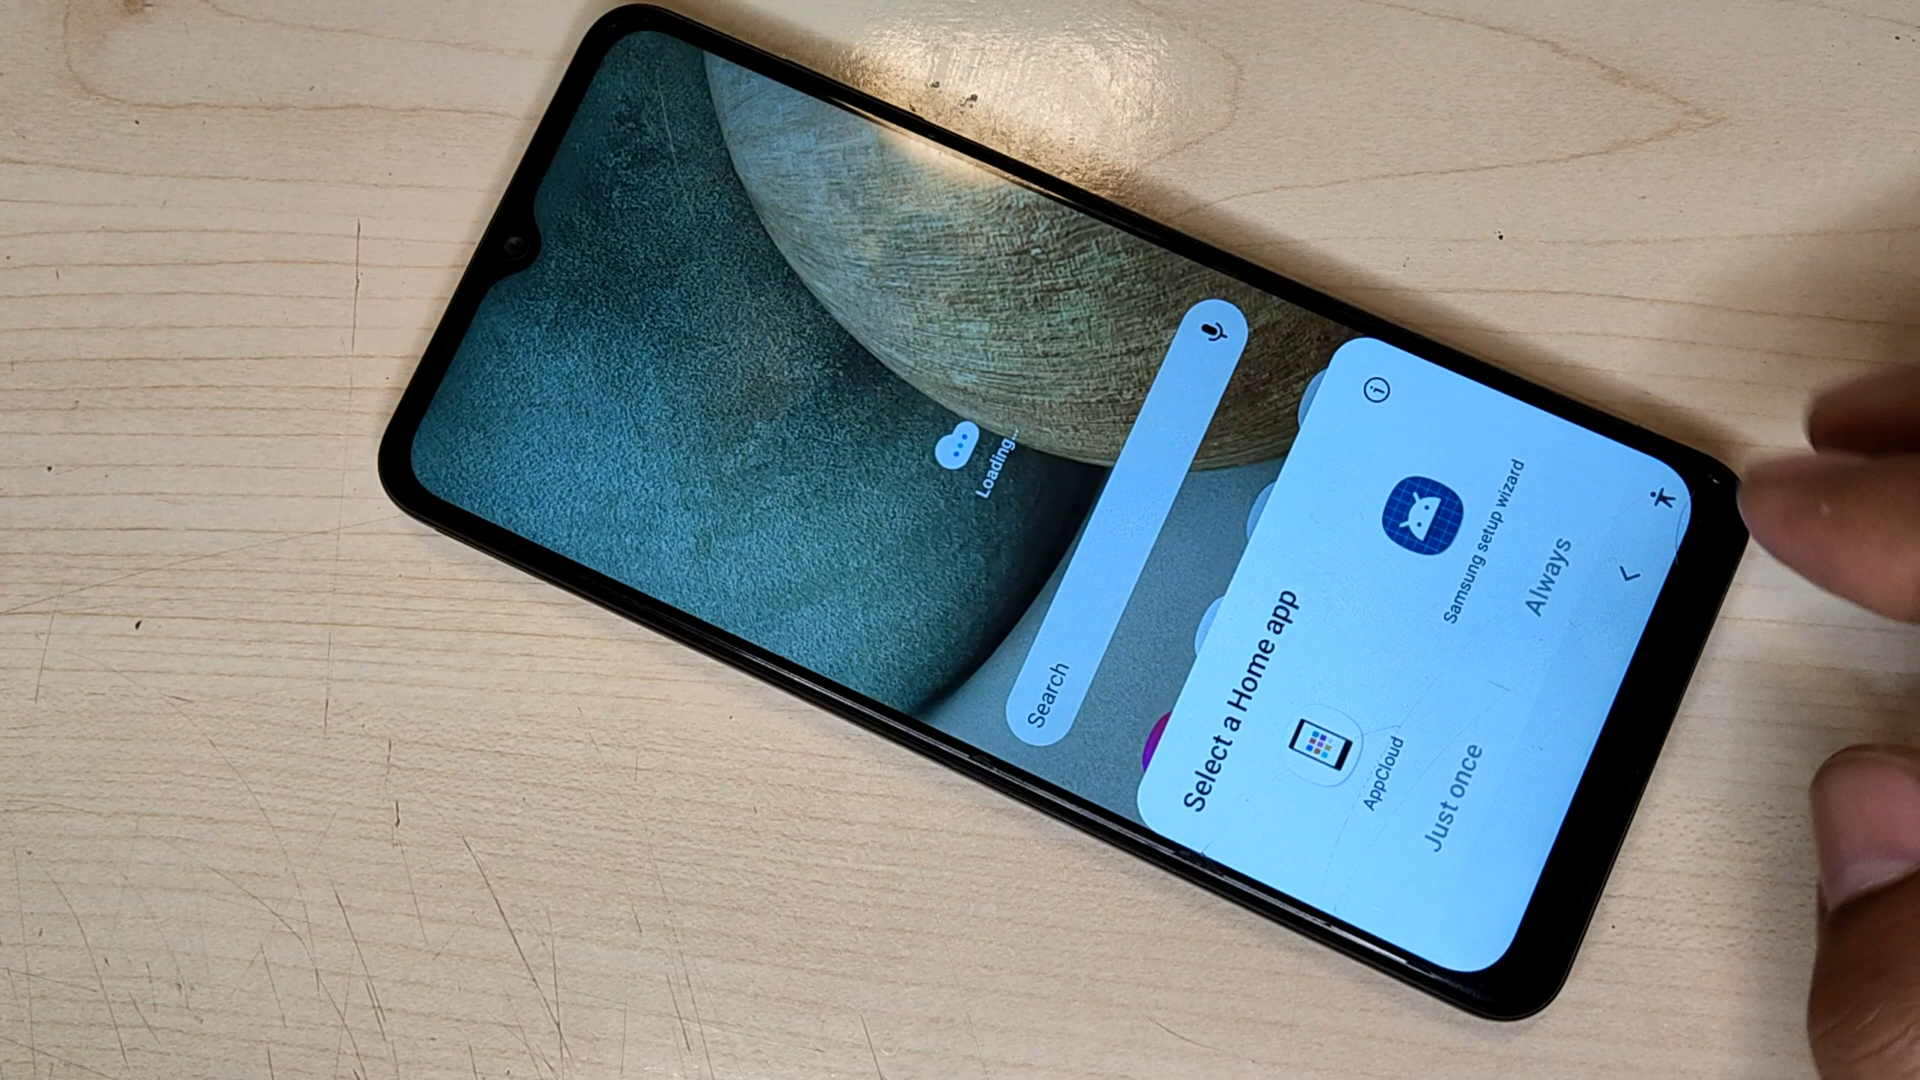 Loading...
Search
Select a Home app
AppCloud
Samsung setup wizard
Just once
Always